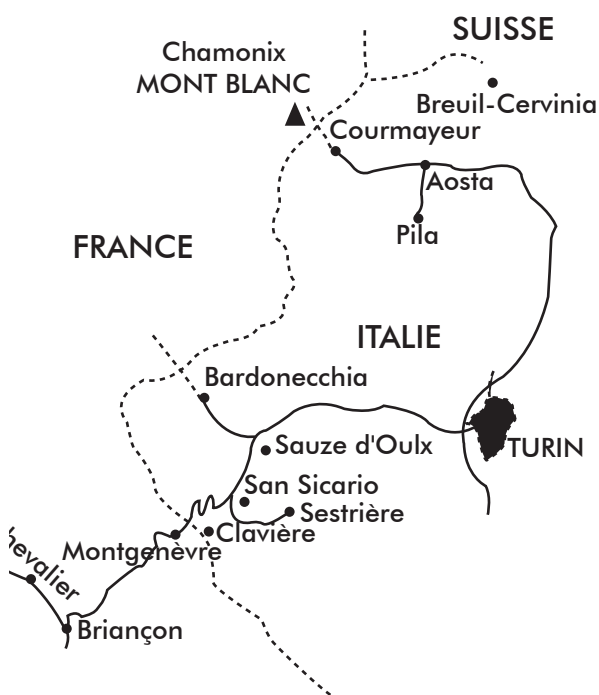 SUISSE
Chamonix
MONT BLANC
Breuil-Cervinia
Courmayeur
Aosta
Pila
FRANCE
ITALIE
Bardonecchia
Sauze d'Oulx
TURIN
San Sicario
Sestrière
Clavière
Montgenèvre
hevalier
Briançon